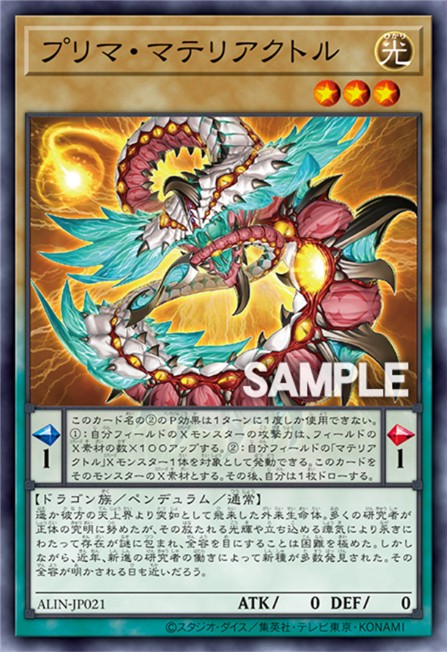 プリマ・マテリアクトル
光
SAMPLE
このカード名の②のP効果は1ターンに1度しか使用できない。
①：自分フィールドのXモンスターの攻撃力は、フィールドの
X素材の数×100アップする。②：自分フィールドの「マテリ
アクトル」Xモンスター1体を対象として発動できる。このカード
をそのモンスターのX素材とする。その後、自分は1枚ドローする。
1
1
【ドラゴン族／ペンデュラム／通常】
遥か彼方の天上界より突如として飛来した外来生命体。多くの研究者が
正体の究明に努めたが、その放たれる光輝や立ち込める瘴気により永きに
わたって存在が謎に包まれ、全容を目にすることは困難を極めた。しかし
ながら、近年、新進の研究者の働きによって新種が多数発見された。その
全容が明かされる日も近いだろう。
ALIN-JP021
ATK/ 0 DEF/ 0
©スタジオ・ダイス／集英社・テレビ東京・KONAMI